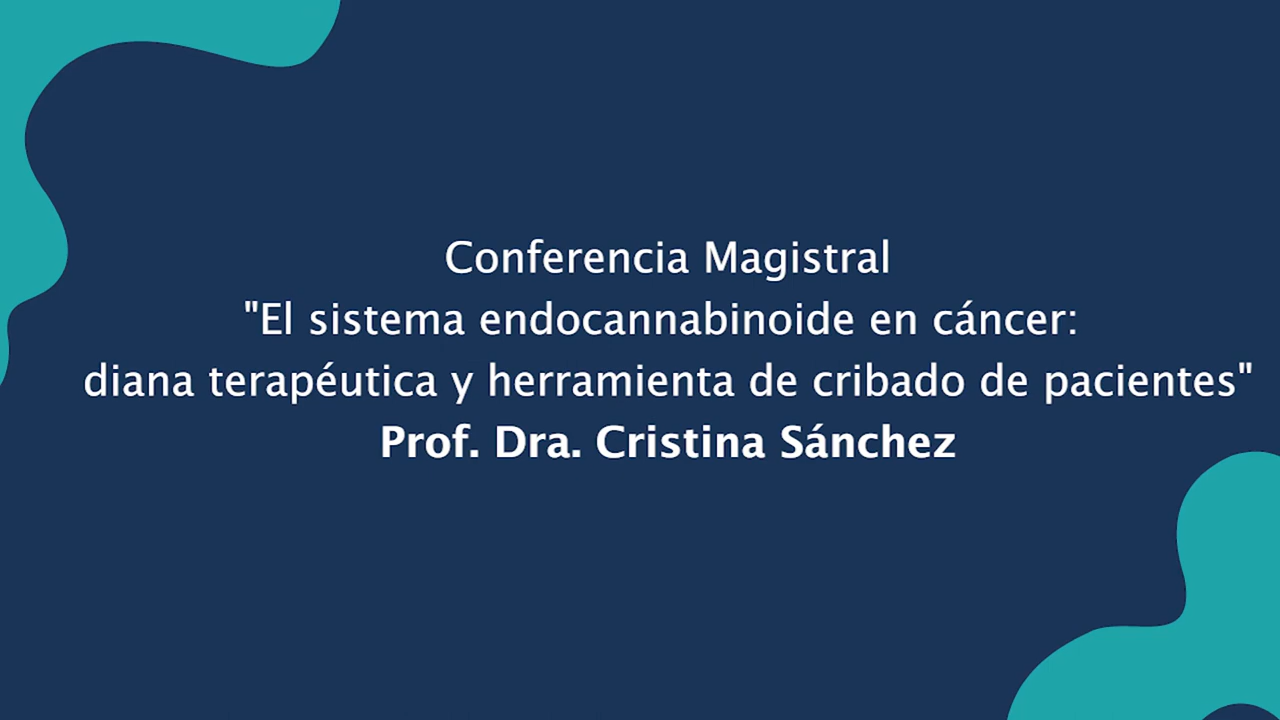 Conferencia Magistral
"El sistema endocannabinoide en cáncer:
diana terapéutica y herramienta de cribado de pacientes"
Prof. Dra. Cristina Sánchez